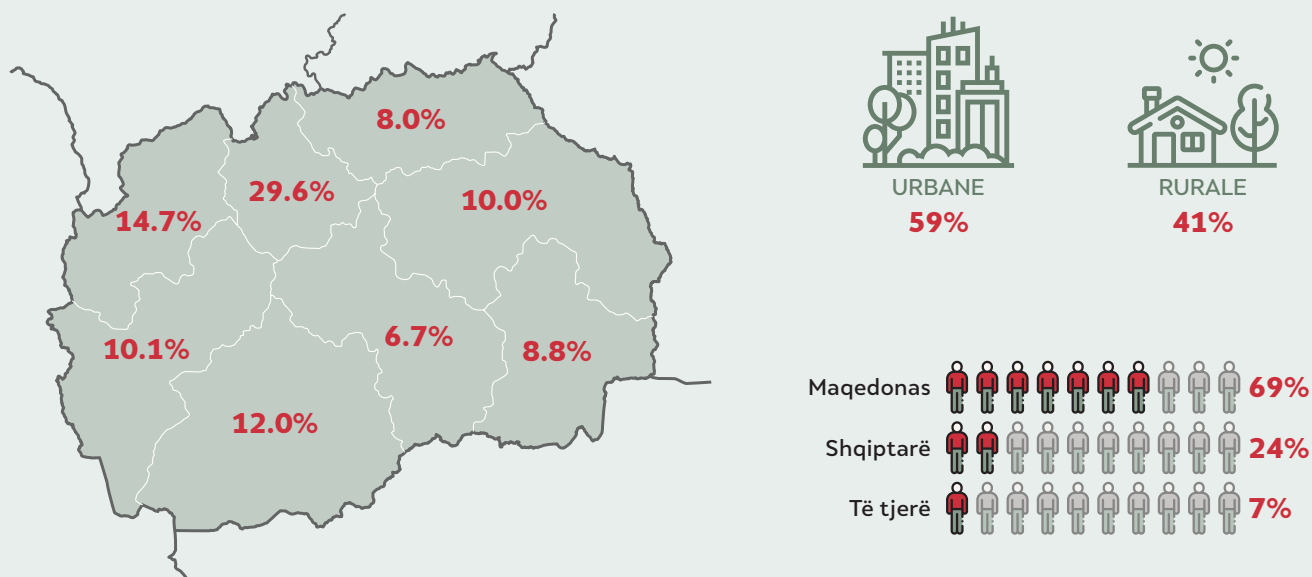 8.0%
29.6%
14.7%
10.0%
10.1%
6.7%
8.8%
12.0%
URBANE
59%
RURALE
41%
Maqedonas 69%
Shqiptarë 24%
Të tjerë 7%